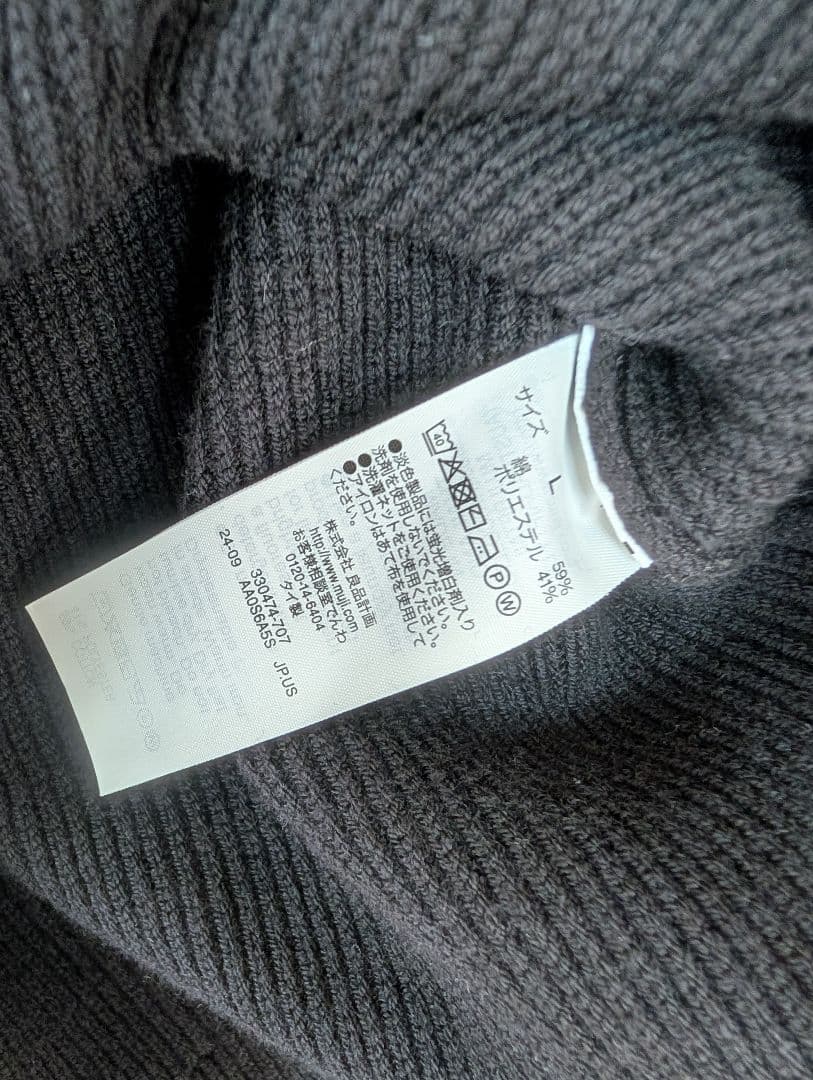 サイズ L
綿 59%
ポリエステル 41%
40 P W
●淡色製品には蛍光増白剤入り
洗剤を使用しないでください。
●洗濯ネットをご使用ください。
●アイロンはあて布を使用して
ください。
株式会社 良品計画
http://www.muji.com
お客様相談室でんわ
0120-14-6404
タイ製
330474-707
24-09 AA0S6A5S JP.US